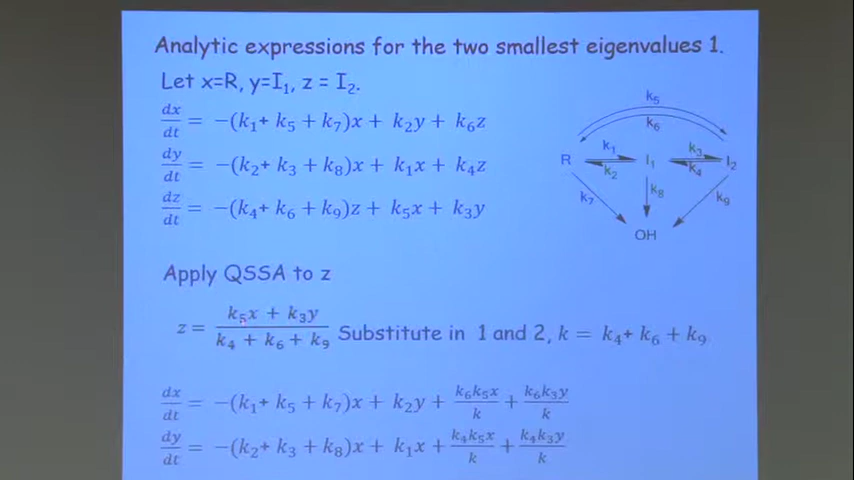 Analytic expressions for the two smallest eigenvalues 1.
Let x=R, y=I₁, z = I₂.
dx/dt = −(k₁+ k₅ + k₇)x + k₂y + k₆z
dy/dt = −(k₂+ k₃ + k₈)x + k₁x + k₄z
dz/dt = −(k₄+ k₆ + k₉)z + k₅x + k₃y
k₅
k₆
R k₁ k₂ I₁ k₃ k₄ I₂
k₇ k₈ k₉
OH
Apply QSSA to z
z = (k₅x + k₃y)/(k₄ + k₆ + k₉) Substitute in 1 and 2, k = k₄+ k₆ + k₉
dx/dt = −(k₁+ k₅ + k₇)x + k₂y + k₆k₅x/k + k₆k₃y/k
dy/dt = −(k₂+ k₃ + k₈)x + k₁x + k₄k₅x/k + k₄k₃y/k